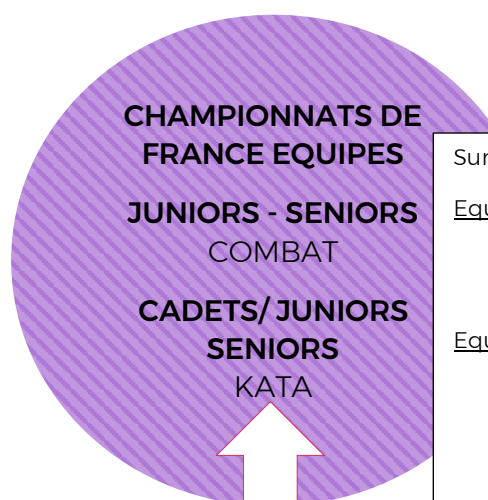 CHAMPIONNATS DE
FRANCE EQUIPES
JUNIORS - SENIORS
COMBAT
CADETS/ JUNIORS
SENIORS
KATA